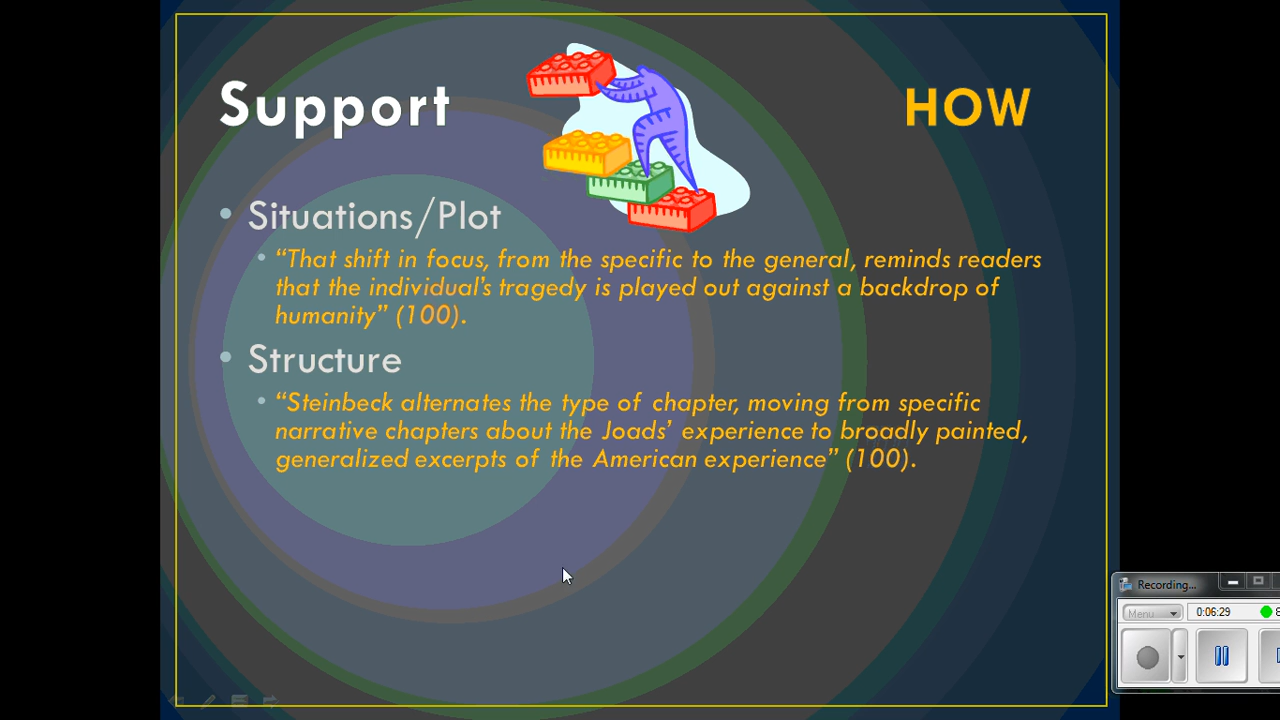 Support
HOW
• Situations/Plot
• “That shift in focus, from the specific to the general, reminds readers
that the individual’s tragedy is played out against a backdrop of
humanity” (100).
• Structure
• “Steinbeck alternates the type of chapter, moving from specific
narrative chapters about the Joads’ experience to broadly painted,
generalized excerpts of the American experience” (100).
Recording...
Menu
0:06:29
8